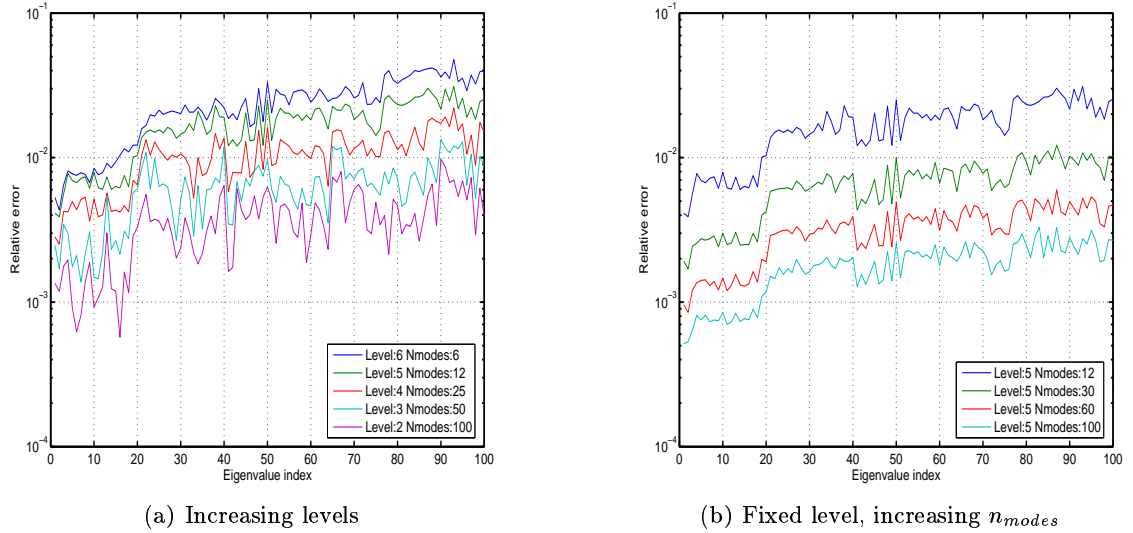 10⁻¹
10⁻²
10⁻³
10⁻⁴
Relative error
0 10 20 30 40 50 60 70 80 90 100
Eigenvalue index
Level:6 Nmodes:6
Level:5 Nmodes:12
Level:4 Nmodes:25
Level:3 Nmodes:50
Level:2 Nmodes:100
(a) Increasing levels
10⁻¹
10⁻²
10⁻³
10⁻⁴
Relative error
0 10 20 30 40 50 60 70 80 90 100
Eigenvalue index
Level:5 Nmodes:12
Level:5 Nmodes:30
Level:5 Nmodes:60
Level:5 Nmodes:100
(b) Fixed level, increasing n_modes